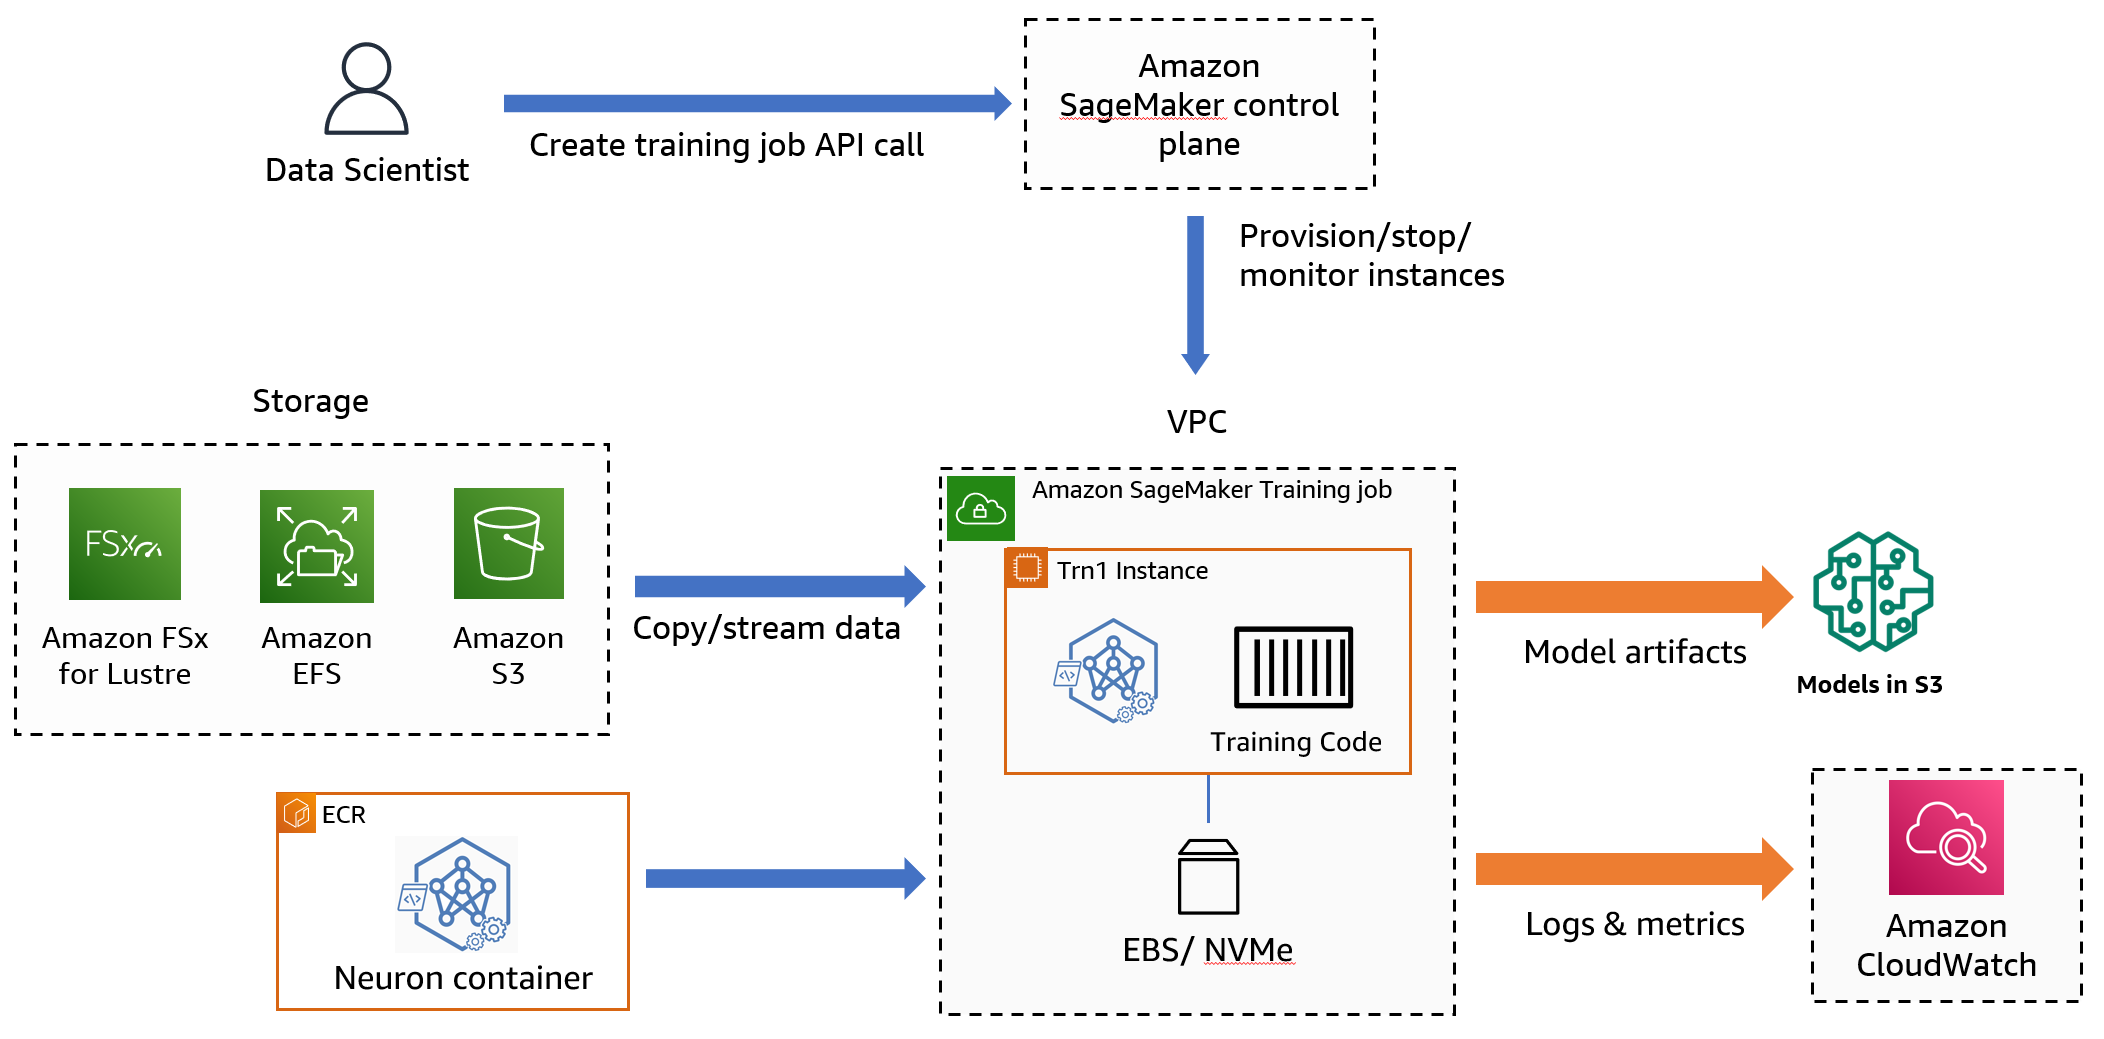 Amazon
SageMaker control
plane
Create training job API call
Data Scientist
Provision/stop/
monitor instances
Storage
VPC
FSx
Amazon FSx
for Lustre
Amazon
EFS
Amazon
S3
Copy/stream data
Amazon SageMaker Training job
Trn1 Instance
</>
Training Code
EBS/ NVMe
Model artifacts
Models in S3
ECR
</>
Neuron container
Logs & metrics
Amazon
CloudWatch